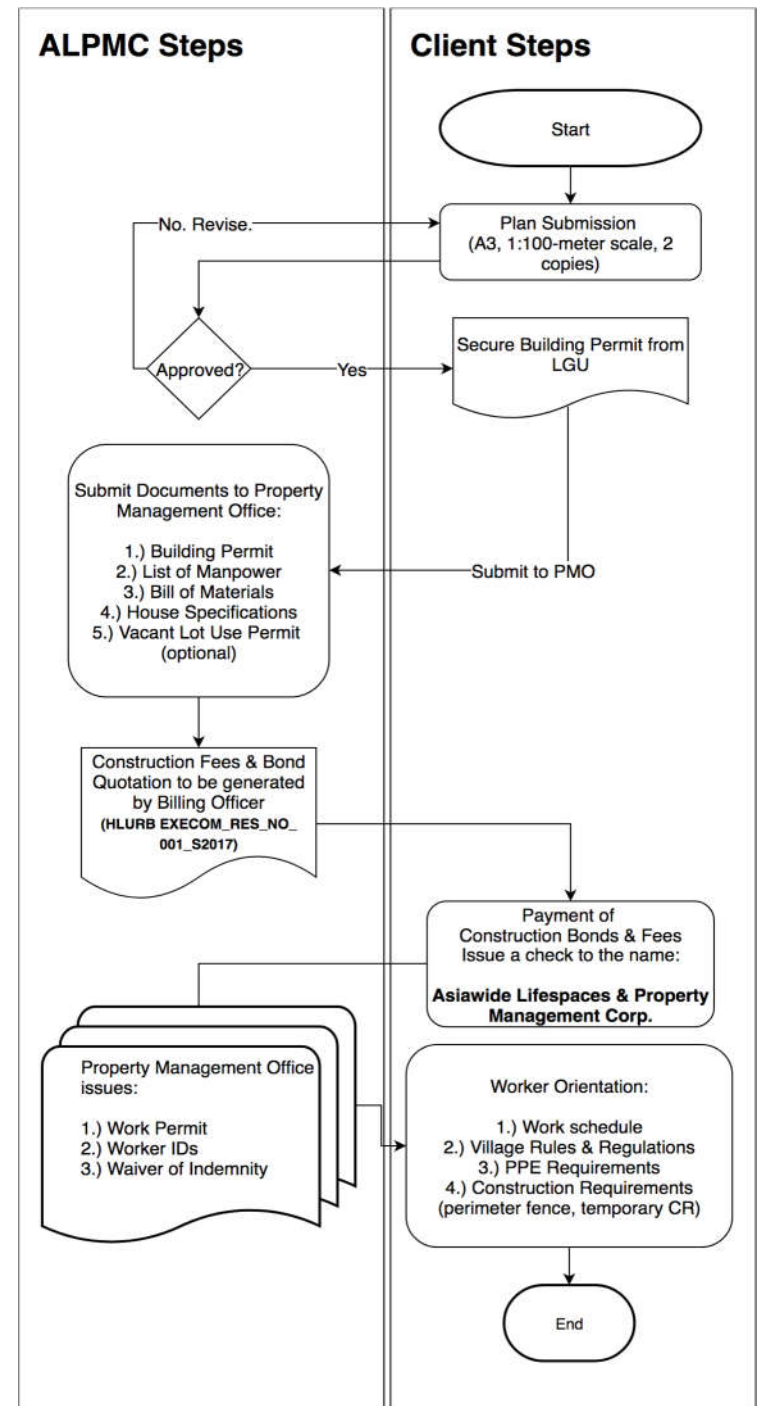 ALPMC Steps
Client Steps
Start
Plan Submission
(A3, 1:100-meter scale, 2
copies)
No. Revise.
Approved?
Yes
Secure Building Permit from
LGU
Submit to PMO
Submit Documents to Property
Management Office:
1.) Building Permit
2.) List of Manpower
3.) Bill of Materials
4.) House Specifications
5.) Vacant Lot Use Permit
(optional)
Construction Fees & Bond
Quotation to be generated
by Billing Officer
(HLURB EXECOM_RES_NO_
001_S2017)
Payment of
Construction Bonds & Fees
Issue a check to the name:
Asiawide Lifespaces & Property
Management Corp.
Property Management Office
issues:
1.) Work Permit
2.) Worker IDs
3.) Waiver of Indemnity
Worker Orientation:
1.) Work schedule
2.) Village Rules & Regulations
3.) PPE Requirements
4.) Construction Requirements
(perimeter fence, temporary CR)
End